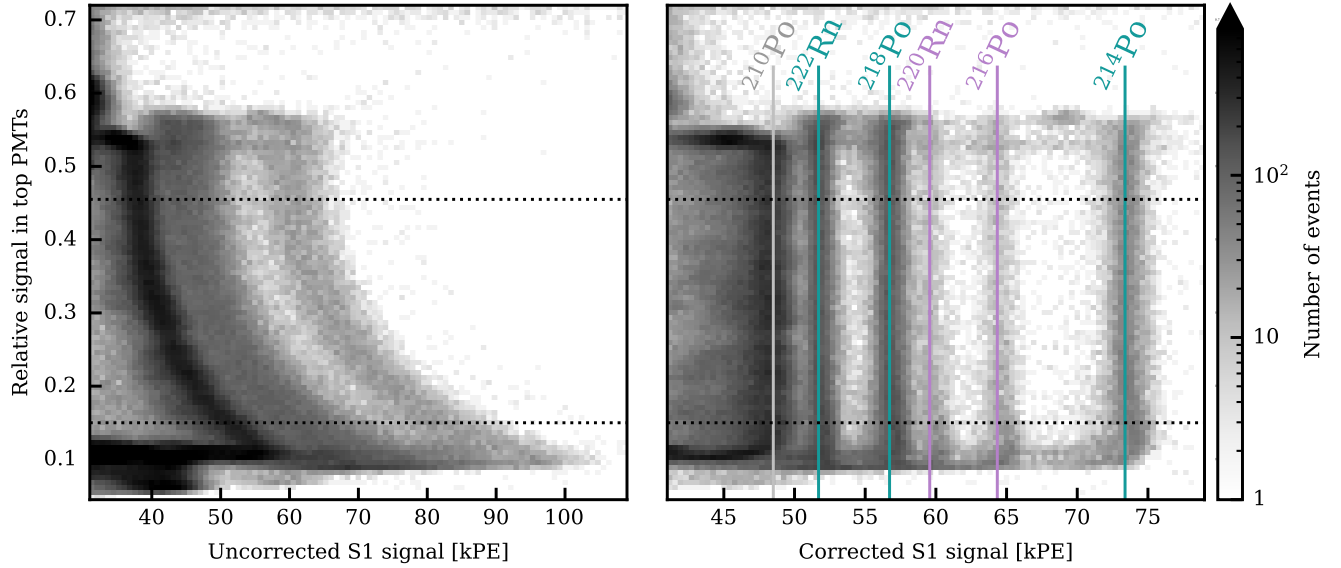 Relative signal in top PMTs
0.7
0.6
0.5
0.4
0.3
0.2
0.1
40 50 60 70 80 90 100
Uncorrected S1 signal [kPE]
²¹⁰Po ²²²Rn ²¹⁸Po ²²⁰Rn ²¹⁶Po ²¹⁴Po
45 50 55 60 65 70 75
Corrected S1 signal [kPE]
10²
10
1
Number of events